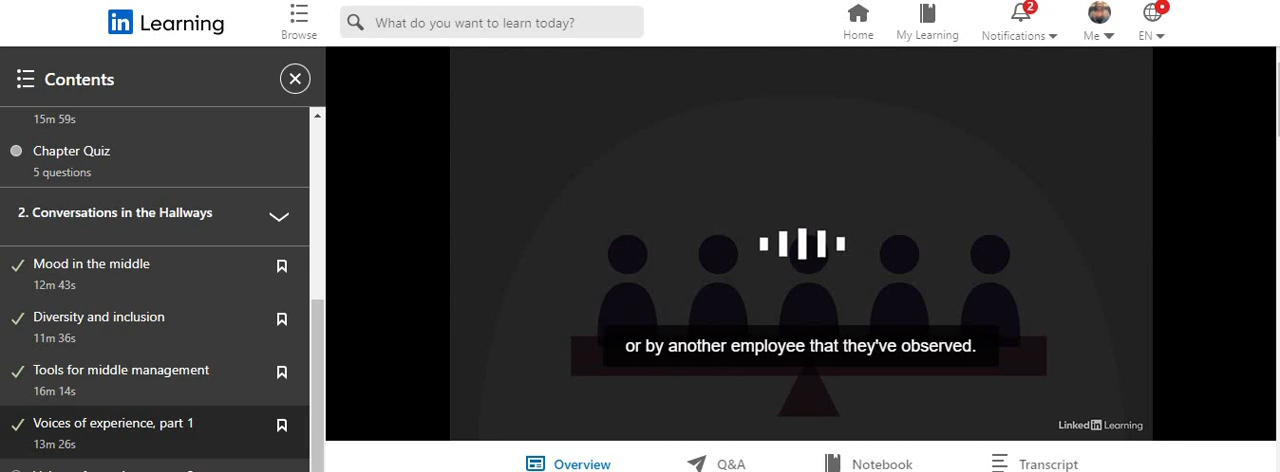 in Learning
Browse
What do you want to learn today?
Home
My Learning
2
Notifications
Me
EN
Contents
15m 59s
Chapter Quiz
5 questions
2. Conversations in the Hallways
Mood in the middle
12m 43s
Diversity and inclusion
11m 36s
Tools for middle management
16m 14s
Voices of experience, part 1
13m 26s
or by another employee that they've observed.
Linked in Learning
Overview
Q&A
Notebook
Transcript